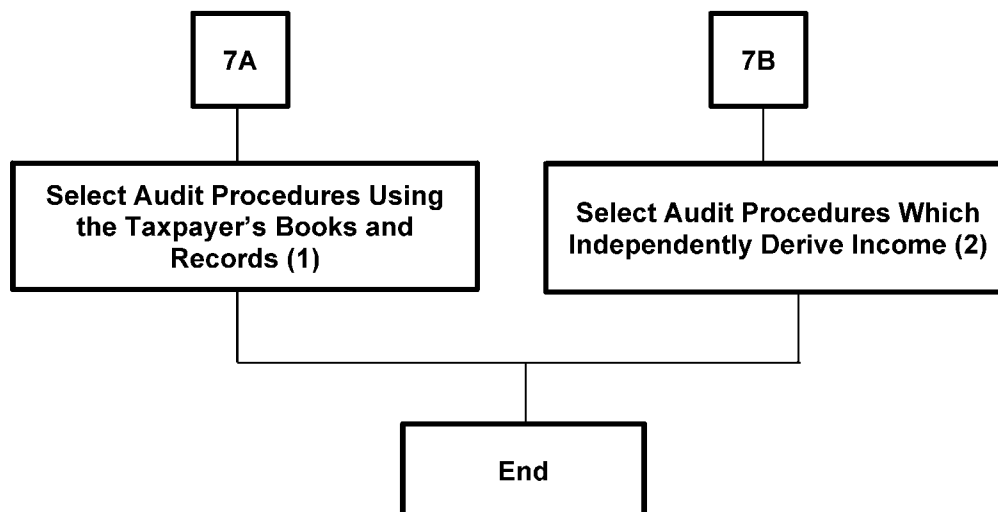 7A
7B
Select Audit Procedures Using
the Taxpayer’s Books and
Records (1)
Select Audit Procedures Which
Independently Derive Income (2)
End